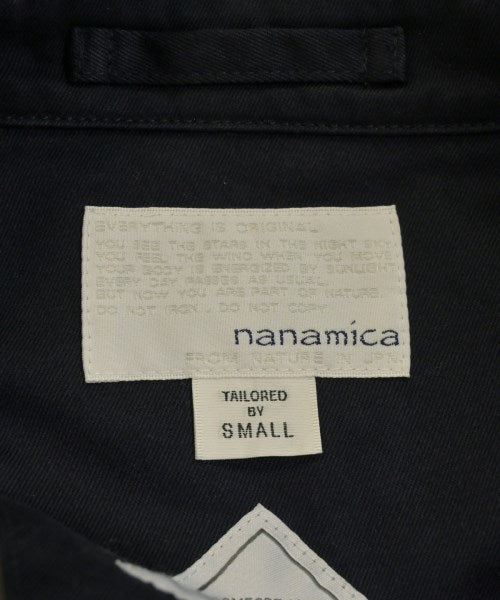 EVERYTHING IS ORIGINAL
YOU SEE THE STARS IN THE NIGHT SKY.
YOU FEEL THE WIND WHEN YOU MOVE.
YOUR BODY IS ENERGIZED BY SUNLIGHT.
EVERY DAY PASSES AS USUAL.
BUT NOW YOU ARE PART OF NATURE.
DO NOT IRON. DO NOT COPY.
nanamica
FROM NATURE IN JPN.
TAILORED
BY
SMALL